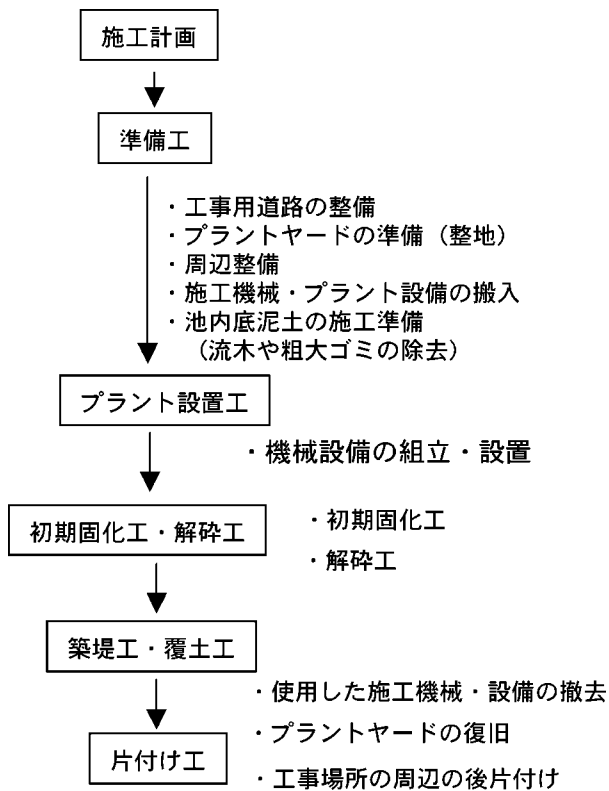 施工計画
準備工
・工事用道路の整備
・プラントヤードの準備（整地）
・周辺整備
・施工機械・プラント設備の搬入
・池内底泥土の施工準備
（流木や粗大ゴミの除去）
プラント設置工
・機械設備の組立・設置
初期固化工・解砕工
・初期固化工
・解砕工
築堤工・覆土工
・使用した施工機械・設備の撤去
・プラントヤードの復旧
片付け工
・工事場所の周辺の後片付け